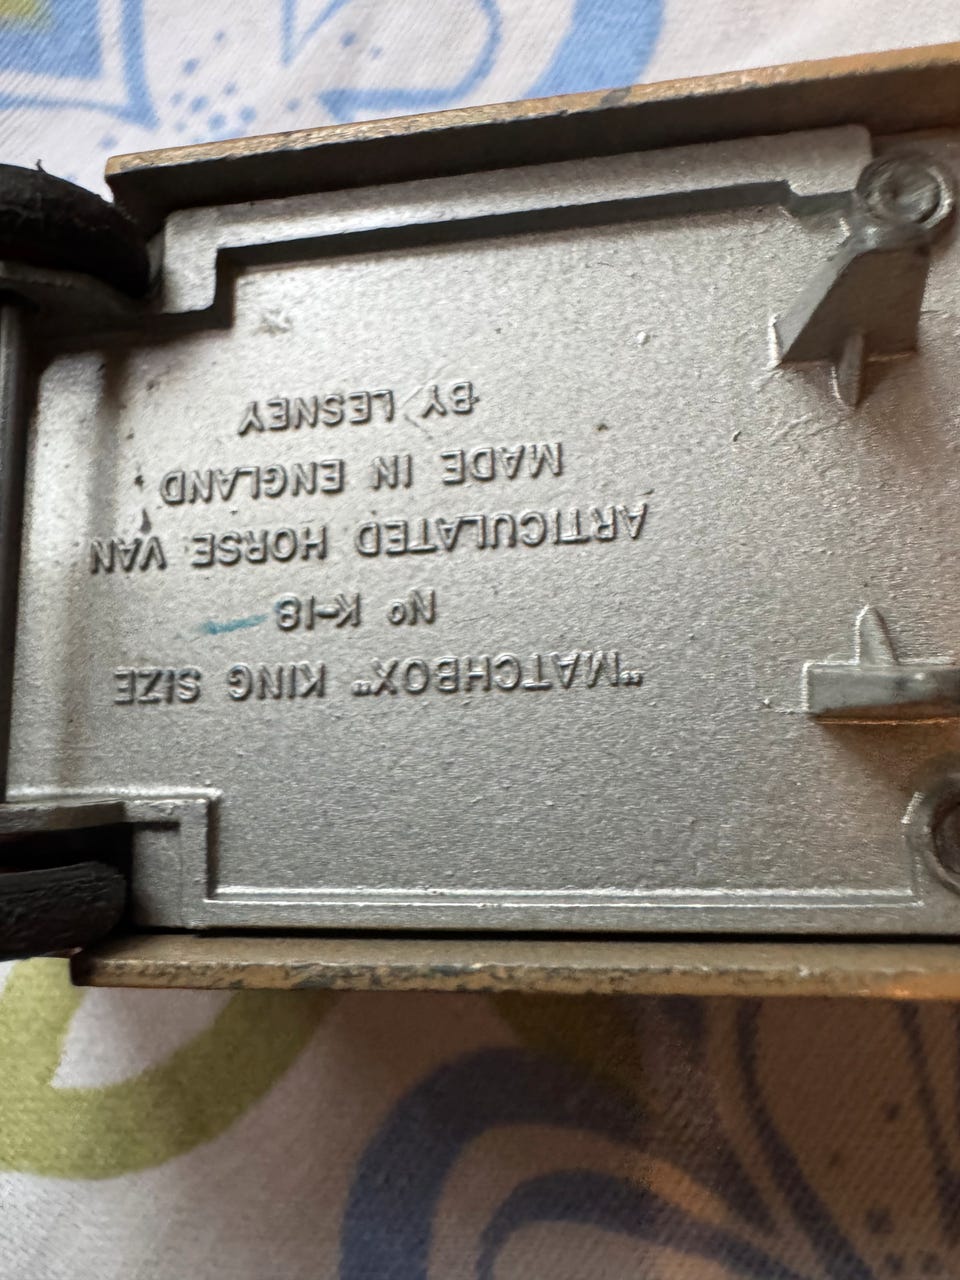 "MATCHBOX" KING SIZE
Nº K-18
ARTICULATED HORSE VAN
MADE IN ENGLAND
BY LESNEY